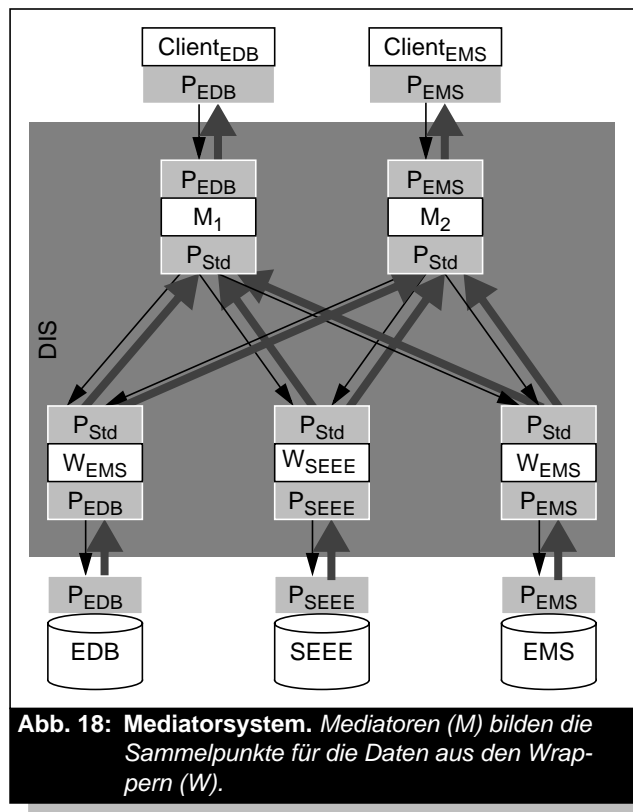 Client_EDB Client_EMS
P_EDB P_EMS
P_EDB P_EMS
M_1 M_2
P_Std P_Std
DIS
P_Std P_Std P_Std
W_EMS W_SEEE W_EMS
P_EDB P_SEEE P_EMS
P_EDB P_SEEE P_EMS
EDB SEEE EMS
Abb. 18: Mediatorsystem. Mediatoren (M) bilden die
Sammelpunkte für die Daten aus den Wrap-
pern (W).